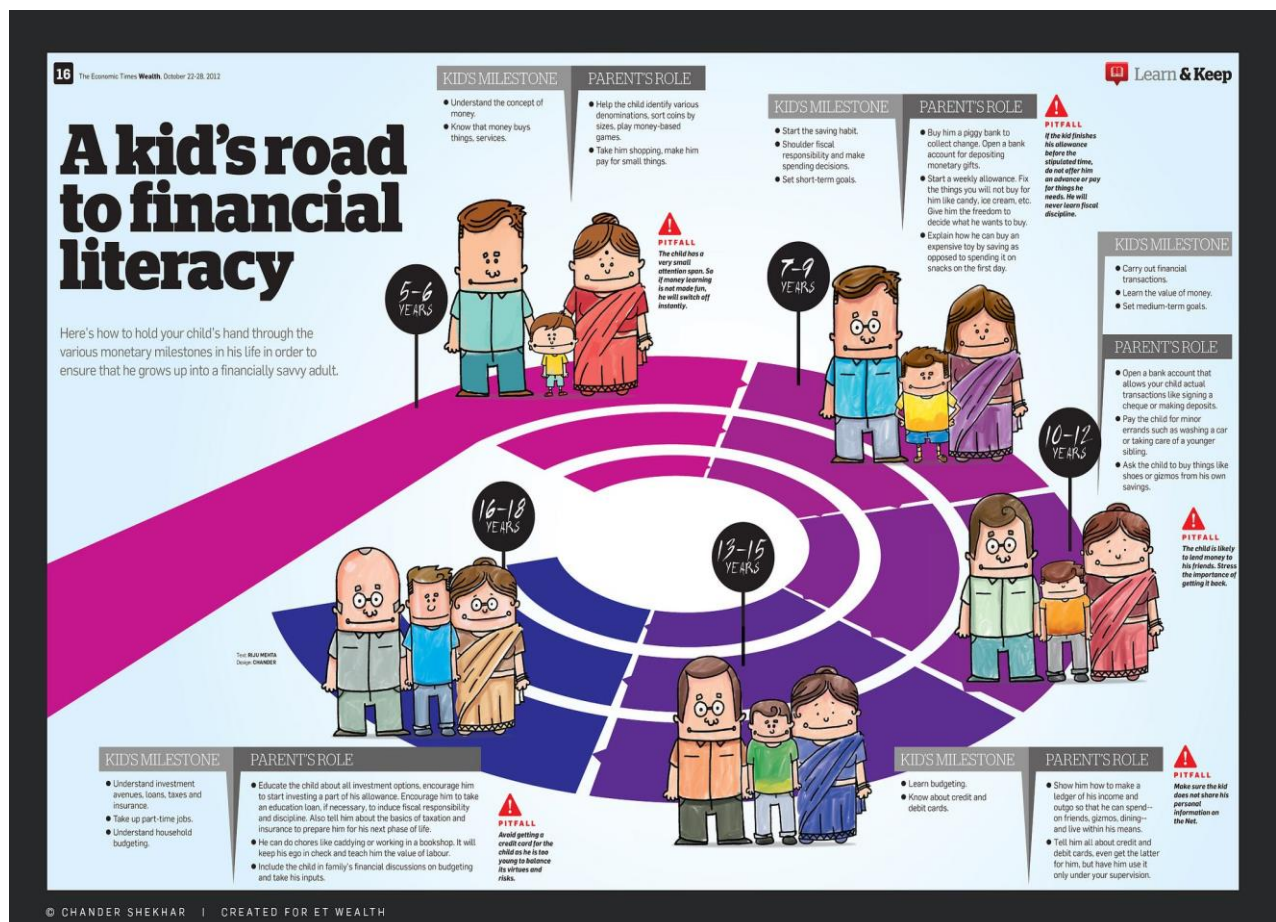 16
The Economic Times Wealth, October 22-28, 2012
Learn & Keep
A kid's road
to financial
literacy
Here's how to hold your child's hand through the
various monetary milestones in his life in order to
ensure that he grows up into a financially savvy adult.
5-6
YEARS
KID'S MILESTONE
● Understand the concept of
money.
● Know that money buys
things, services.
PARENT'S ROLE
● Help the child identify various
denominations, sort coins by
sizes, play money-based
games.
● Take him shopping, make him
pay for small things.
PITFALL
The child has a
very small
attention span. So
if money learning
is not made fun,
he will switch off
instantly.
7-9
YEARS
KID'S MILESTONE
● Start the saving habit.
● Shoulder fiscal
responsibility and make
spending decisions.
● Set short-term goals.
PARENT'S ROLE
● Buy him a piggy bank to
collect change. Open a bank
account for depositing
monetary gifts.
● Start a weekly allowance. Fix
the things you will not buy for
him like candy, ice cream, etc.
Give him the freedom to
decide what he wants to buy.
● Explain how he can buy an
expensive toy by saving as
opposed to spending it on
snacks on the first day.
PITFALL
If the kid finishes
his allowance
before the
stipulated time,
do not offer him
an advance or pay
for things he
needs. He will
never learn fiscal
discipline.
10-12
YEARS
KID'S MILESTONE
● Carry out financial
transactions.
● Learn the value of money.
● Set medium-term goals.
PARENT'S ROLE
● Open a bank account that
allows your child actual
transactions like signing a
cheque or making deposits.
● Pay the child for minor
errands such as washing a car
or taking care of a younger
sibling.
● Ask the child to buy things like
shoes or gizmos from his own
savings.
PITFALL
The child is likely
to lend money to
his friends. Stress
the importance of
getting it back.
13-15
YEARS
KID'S MILESTONE
● Learn budgeting.
● Know about credit and
debit cards.
PARENT'S ROLE
● Show him how to make a
ledger of his income and
outgo so that he can spend--
on friends, gizmos, dining--
and live within his means.
● Tell him all about credit and
debit cards, even get the latter
for him, but have him use it
only under your supervision.
PITFALL
Make sure the kid
does not share his
personal
information on
the Net.
16-18
YEARS
Text: RIJU MEHTA
Design: CHANDER
KID'S MILESTONE
● Understand investment
avenues, loans, taxes and
insurance.
● Take up part-time jobs.
● Understand household
budgeting.
PARENT'S ROLE
● Educate the child about all investment options, encourage him
to start investing a part of his allowance. Encourage him to take
an education loan, if necessary, to induce fiscal responsibility
and discipline. Also tell him about the basics of taxation and
insurance to prepare him for his next phase of life.
● He can do chores like caddying or working in a bookshop. It will
keep his ego in check and teach him the value of labour.
● Include the child in family's financial discussions on budgeting
and take his inputs.
PITFALL
Avoid getting a
credit card for the
child as he is too
young to balance
its virtues and
risks.
© CHANDER SHEKHAR | CREATED FOR ET WEALTH